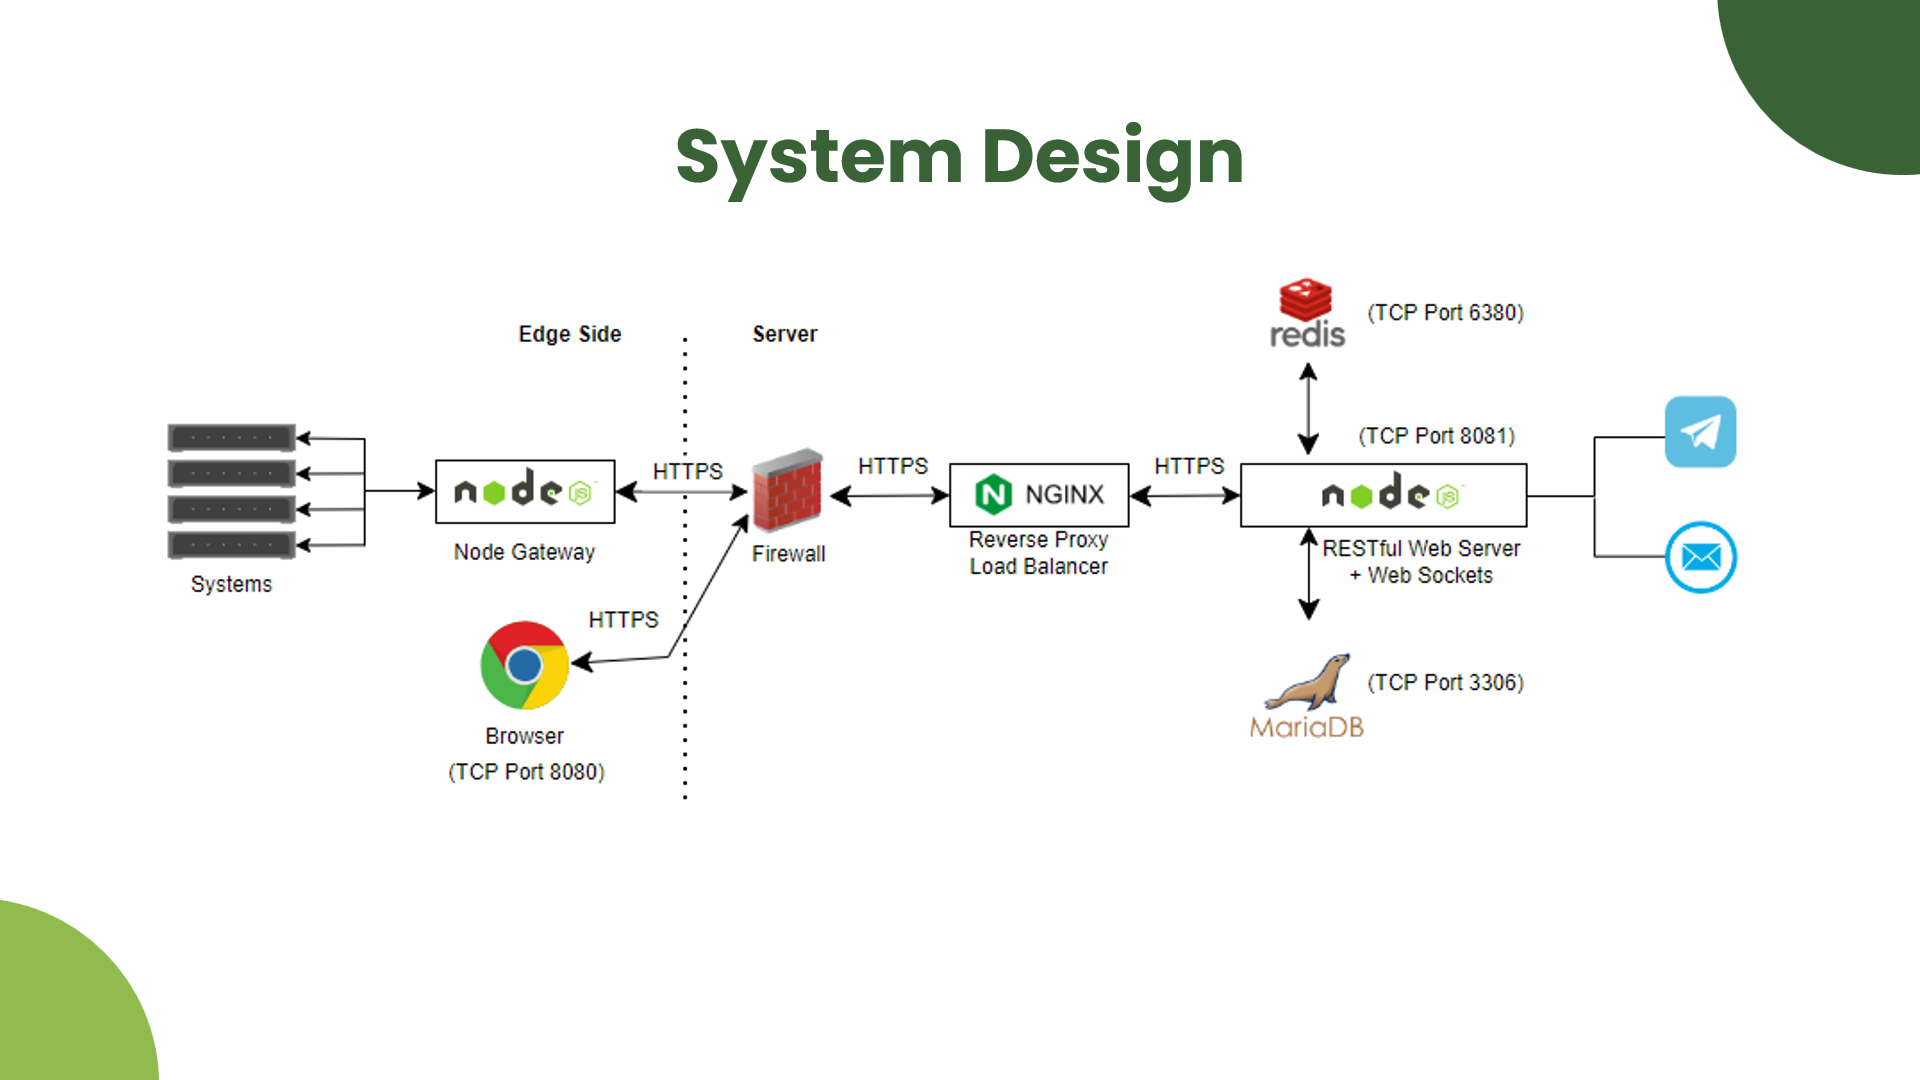 System Design
Edge Side
Server
redis
(TCP Port 6380)
(TCP Port 8081)
HTTPS
HTTPS
HTTPS
node JS
NGINX
node JS
Systems
Node Gateway
Firewall
Reverse Proxy
Load Balancer
RESTful Web Server
+ Web Sockets
HTTPS
Browser
(TCP Port 8080)
MariaDB
(TCP Port 3306)